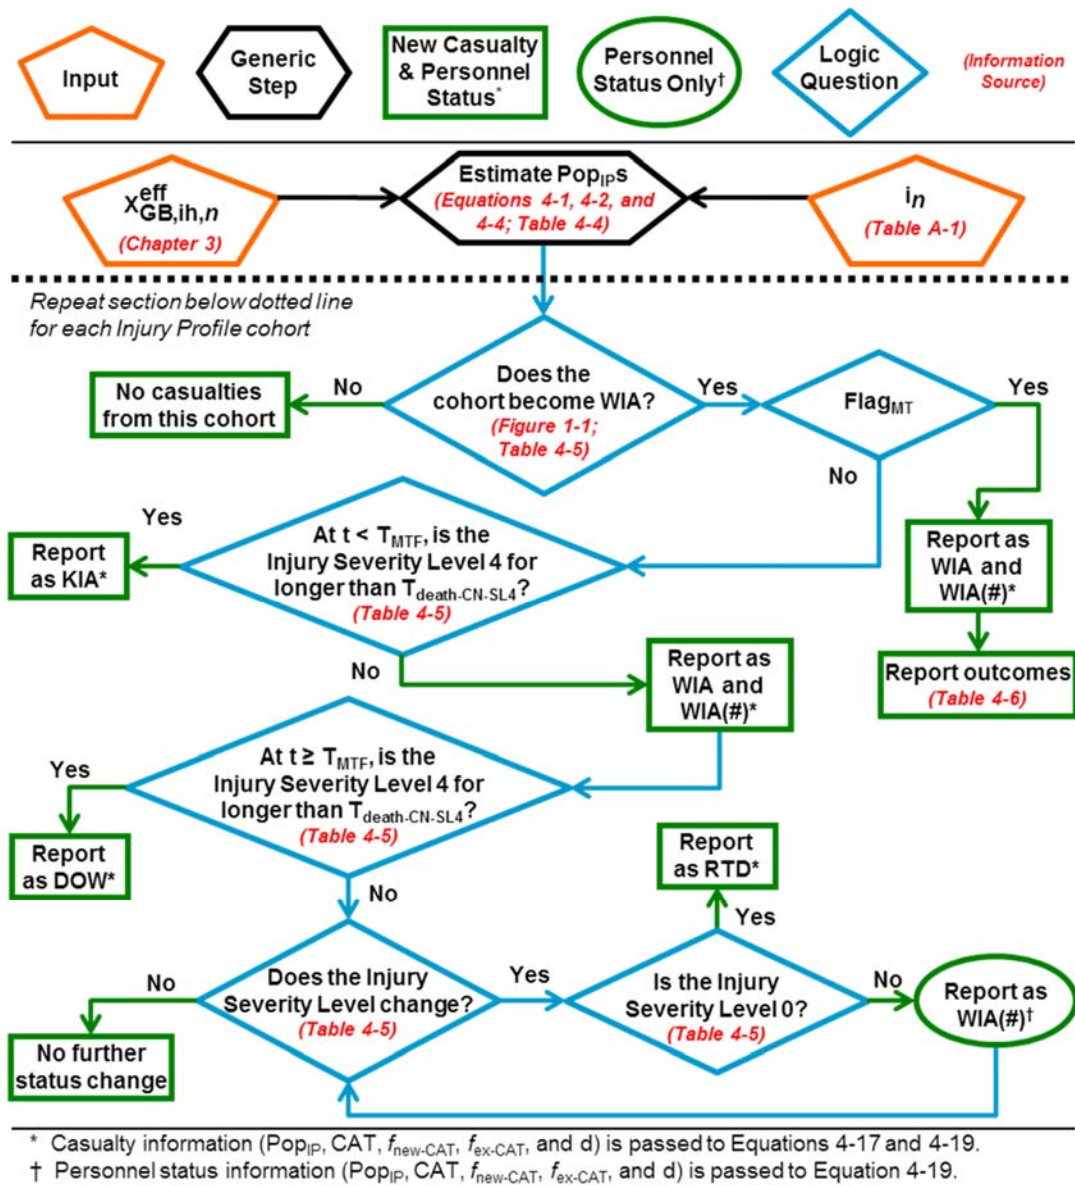 Input
Generic
Step
New Casualty
& Personnel
Status*
Personnel
Status Only†
Logic
Question
(Information
Source)
X^eff_GB,ih,n
(Chapter 3)
Estimate Pop_IPs
(Equations 4-1, 4-2, and
4-4; Table 4-4)
i_n
(Table A-1)
Repeat section below dotted line
for each Injury Profile cohort
No casualties
from this cohort
No
Does the
cohort become WIA?
(Figure 1-1;
Table 4-5)
Yes
Flag_MT
Yes
No
Yes
Report
as KIA*
At t < T_MTF, is the
Injury Severity Level 4 for
longer than T_death-CN-SL4?
(Table 4-5)
No
Report as
WIA and
WIA(#)*
Report as
WIA and
WIA(#)*
Report outcomes
(Table 4-6)
Yes
At t ≥ T_MTF, is the
Injury Severity Level 4 for
longer than T_death-CN-SL4?
(Table 4-5)
Report
as DOW*
No
Report
as RTD*
Yes
No
Does the Injury
Severity Level change?
(Table 4-5)
Yes
Is the Injury
Severity Level 0?
(Table 4-5)
No
Report as
WIA(#)†
No further
status change
* Casualty information (Pop_IP, CAT, f_new-CAT, f_ex-CAT, and d) is passed to Equations 4-17 and 4-19.
† Personnel status information (Pop_IP, CAT, f_new-CAT, f_ex-CAT, and d) is passed to Equation 4-19.